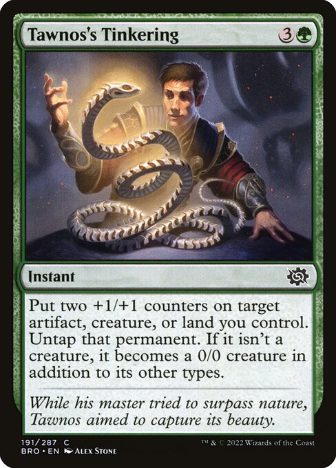 Tawnos's Tinkering 3
Instant
Put two +1/+1 counters on target
artifact, creature, or land you control.
Untap that permanent. If it isn't a
creature, it becomes a 0/0 creature in
addition to its other types.
While his master tried to surpass nature,
Tawnos aimed to capture its beauty.
191/287 C
BRO • EN Alex Stone
™ & © 2022 Wizards of the Coast